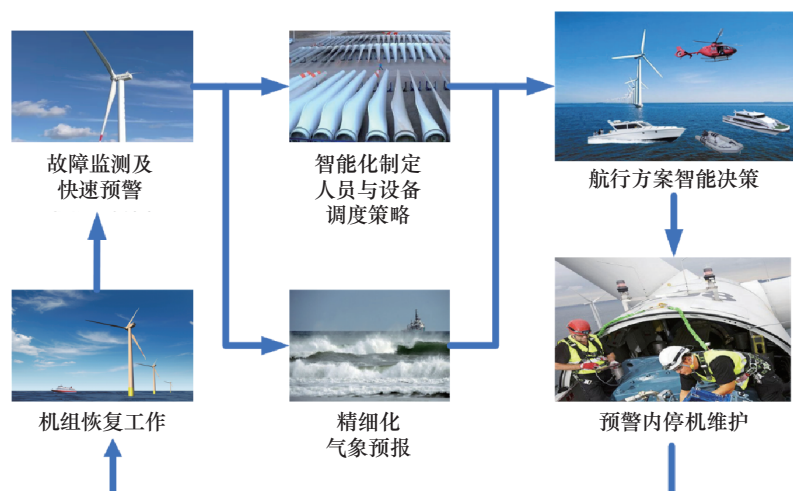 故障监测及
快速预警
智能化制定
人员与设备
调度策略
航行方案智能决策
机组恢复工作
精细化
气象预报
预警内停机维护